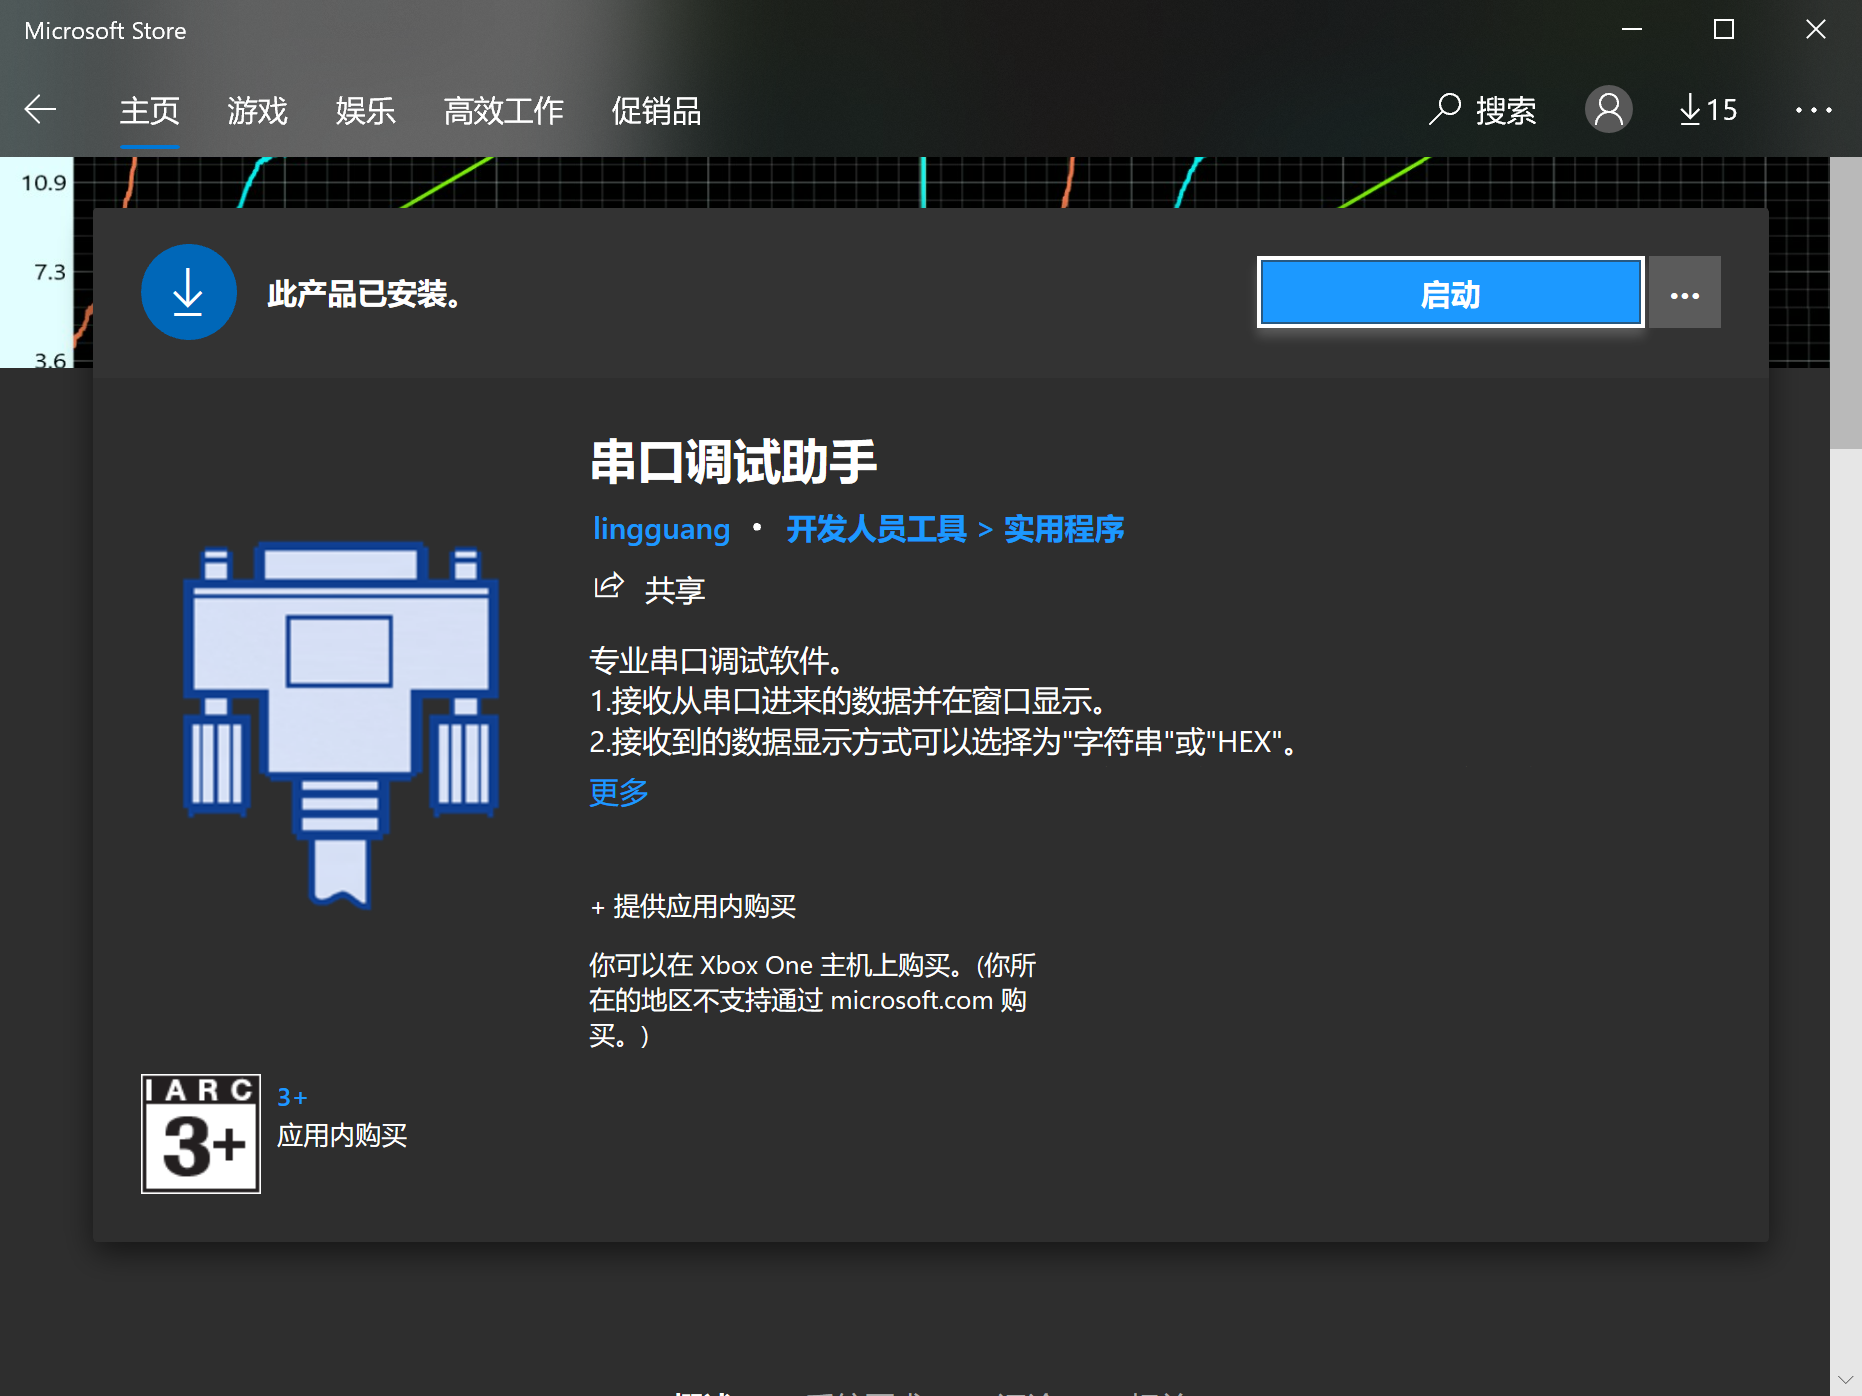 Microsoft Store
主页 游戏 娱乐 高效工作 促销品 搜索 15
10.9
7.3
3.6
此产品已安装。
启动
串口调试助手
lingguang • 开发人员工具 > 实用程序
共享
专业串口调试软件。
1.接收从串口进来的数据并在窗口显示。
2.接收到的数据显示方式可以选择为"字符串"或"HEX"。
更多
+ 提供应用内购买
你可以在 Xbox One 主机上购买。(你所
在的地区不支持通过 microsoft.com 购
买。)
IARC
3+
3+
应用内购买